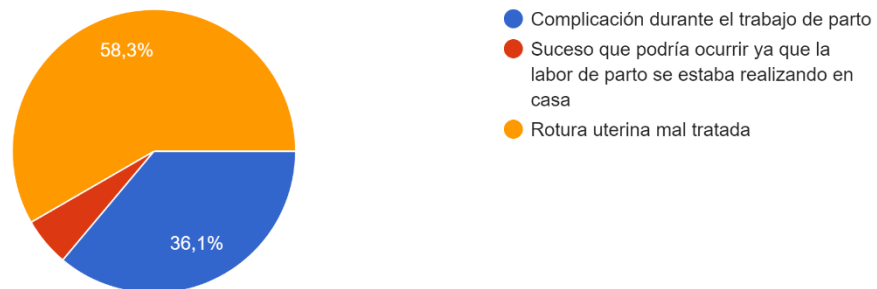 58,3%
36,1%
Complicación durante el trabajo de parto
Suceso que podría ocurrir ya que la
labor de parto se estaba realizando en
casa
Rotura uterina mal tratada